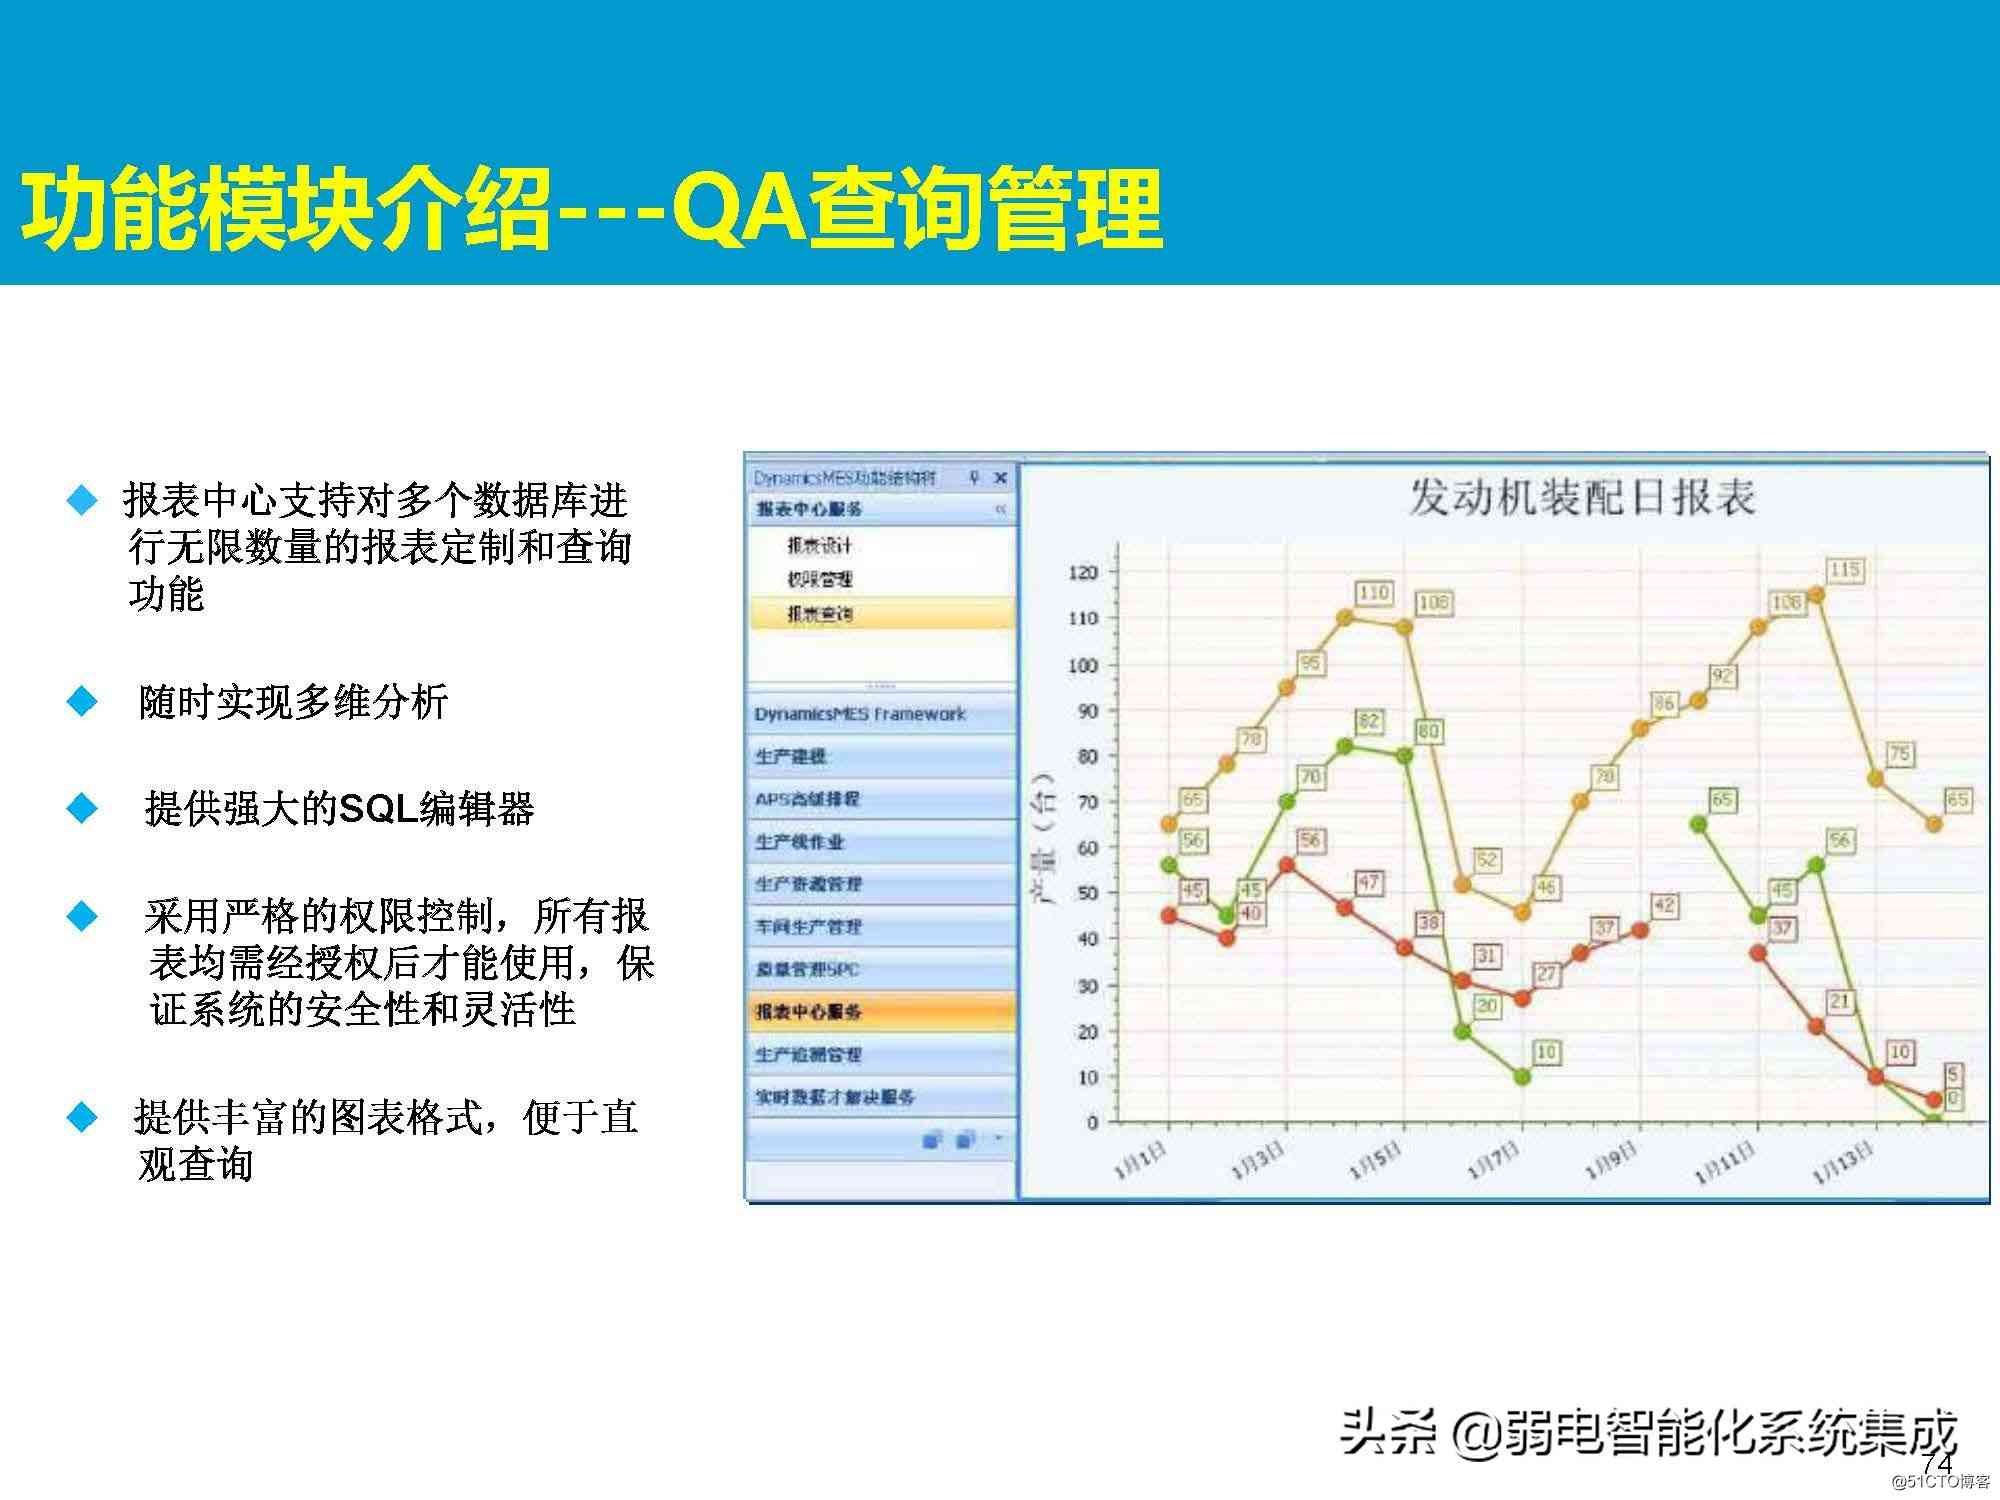 功能模块介绍---QA查询管理
报表中心支持对多个数据库进
行无限数量的报表定制和查询
功能
随时实现多维分析
提供强大的SQL编辑器
采用严格的权限控制，所有报
表均需经授权后才能使用，保
证系统的安全性和灵活性
提供丰富的图表格式，便于直
观查询
DynamicsMES功能结构树
报表中心服务
报表设计
权限管理
报表查询
DynamicsMES Framework
生产建模
APS高级排程
生产线作业
生产资源管理
车间生产管理
质量管理SPC
报表中心服务
生产追溯管理
实时数据才解决服务
发动机装配日报表
产量（台）
120
110
100
90
80
70
60
50
40
30
20
10
0
65
78
95
110
108
52
46
70
86
92
108
115
75
65
56
45
70
82
80
20
10
65
45
56
10
0
45
40
56
47
38
31
27
37
42
37
21
5
1月1日
1月3日
1月5日
1月7日
1月9日
1月11日
1月13日
头条 @弱电智能化系统集成
74
@51CTO博客